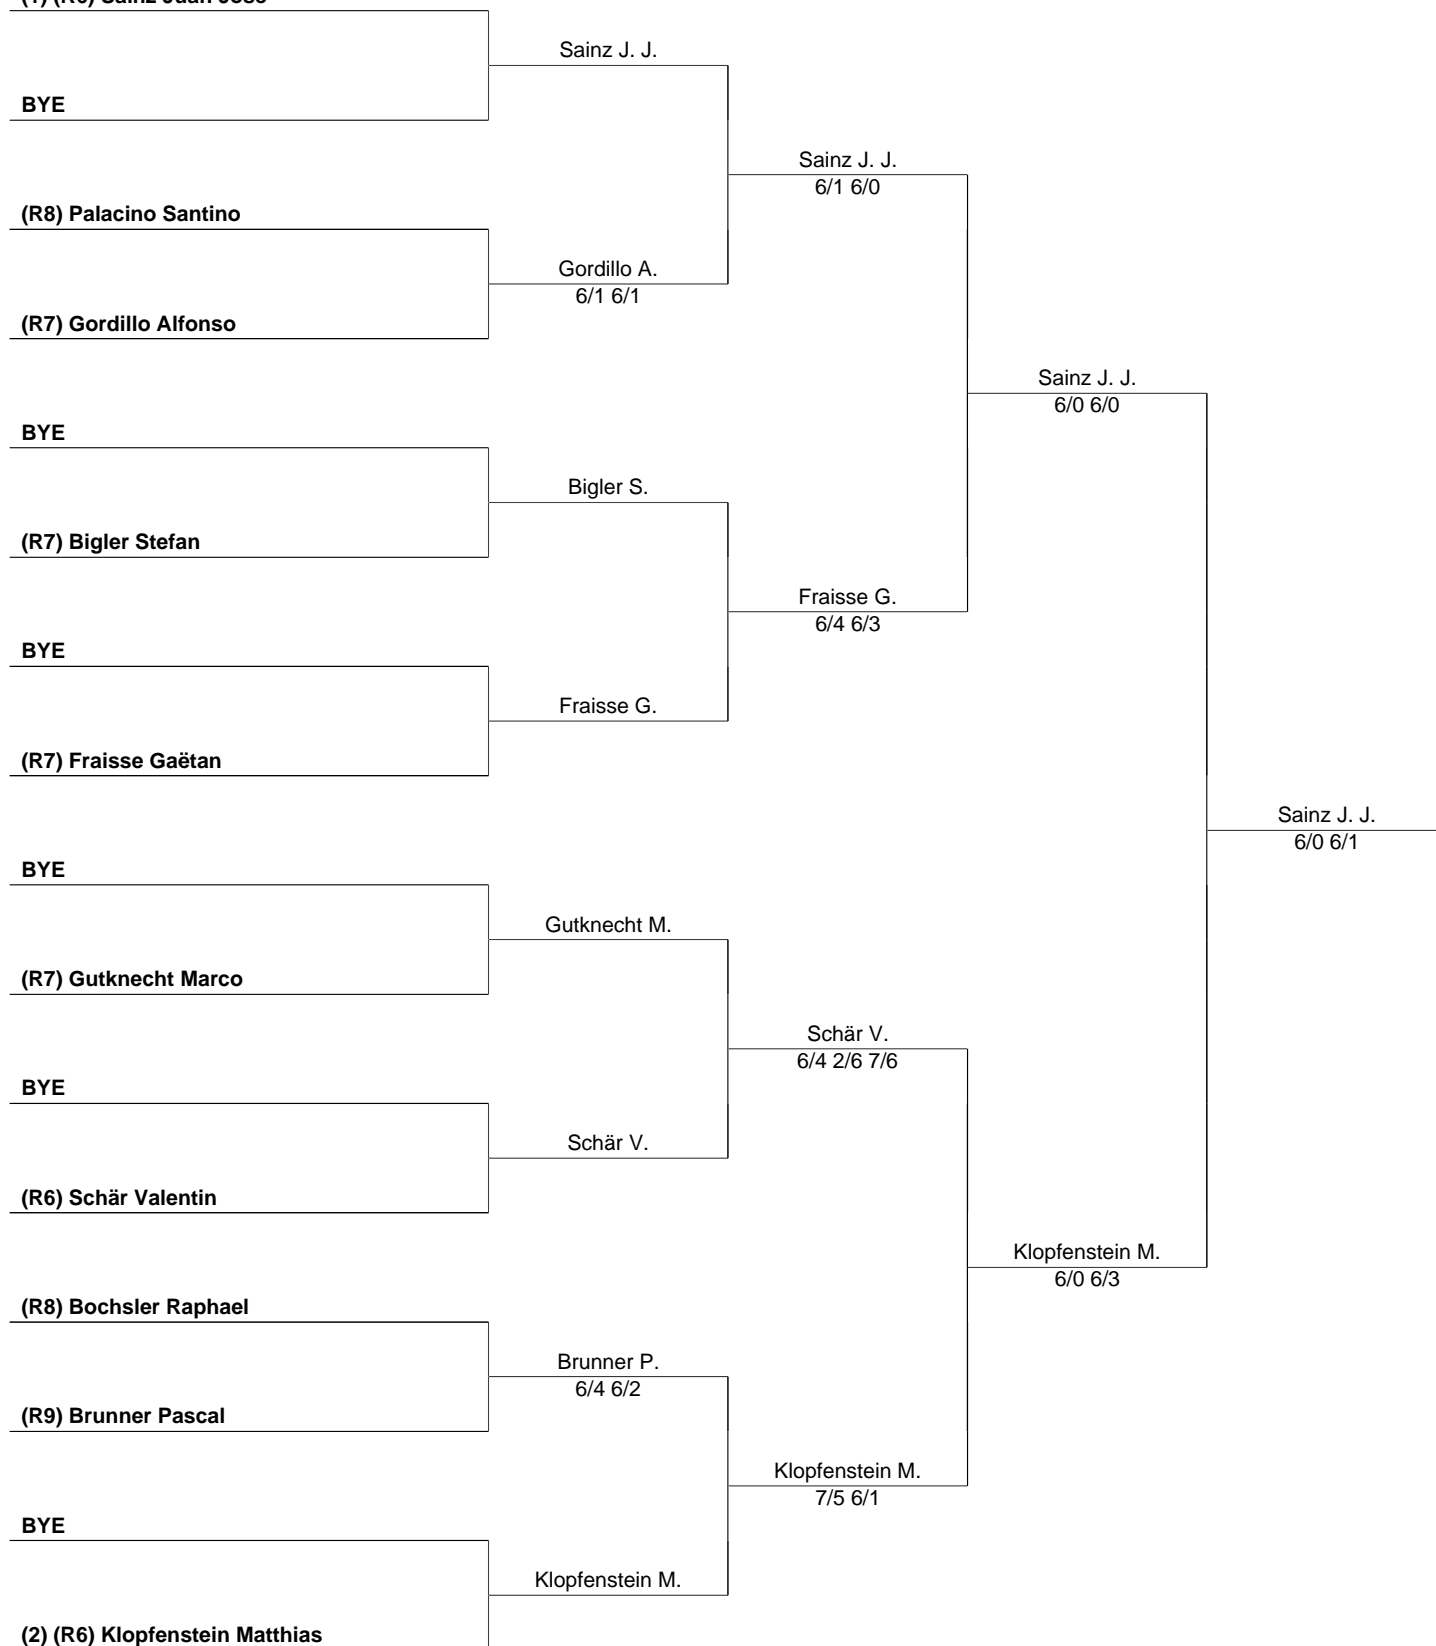 (1) (R6) Sainz Juan José
Sainz J. J.
BYE
Sainz J. J.
6/1 6/0
(R8) Palacino Santino
Gordillo A.
6/1 6/1
(R7) Gordillo Alfonso
Sainz J. J.
6/0 6/0
BYE
Bigler S.
(R7) Bigler Stefan
Fraisse G.
6/4 6/3
BYE
Fraisse G.
(R7) Fraisse Gaëtan
Sainz J. J.
6/0 6/1
BYE
Gutknecht M.
(R7) Gutknecht Marco
Schär V.
6/4 2/6 7/6
BYE
Schär V.
(R6) Schär Valentin
Klopfenstein M.
6/0 6/3
(R8) Bochsler Raphael
Brunner P.
6/4 6/2
(R9) Brunner Pascal
Klopfenstein M.
7/5 6/1
BYE
Klopfenstein M.
(2) (R6) Klopfenstein Matthias